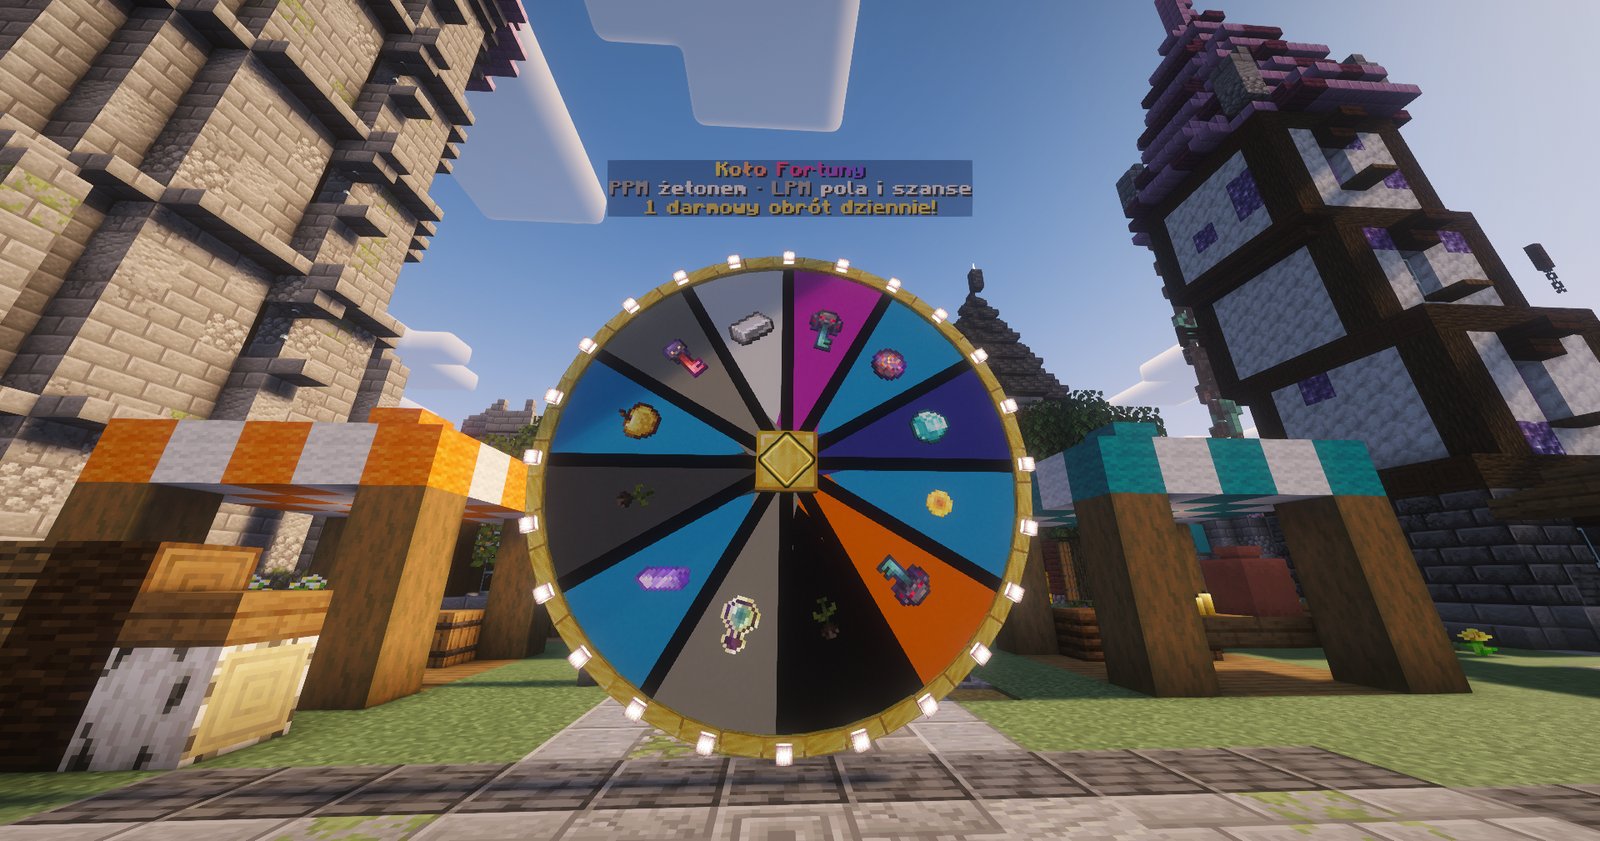 Koło Fortuny
PPM żetonem · LPM pola i szanse
1 darmowy obrót dziennie!